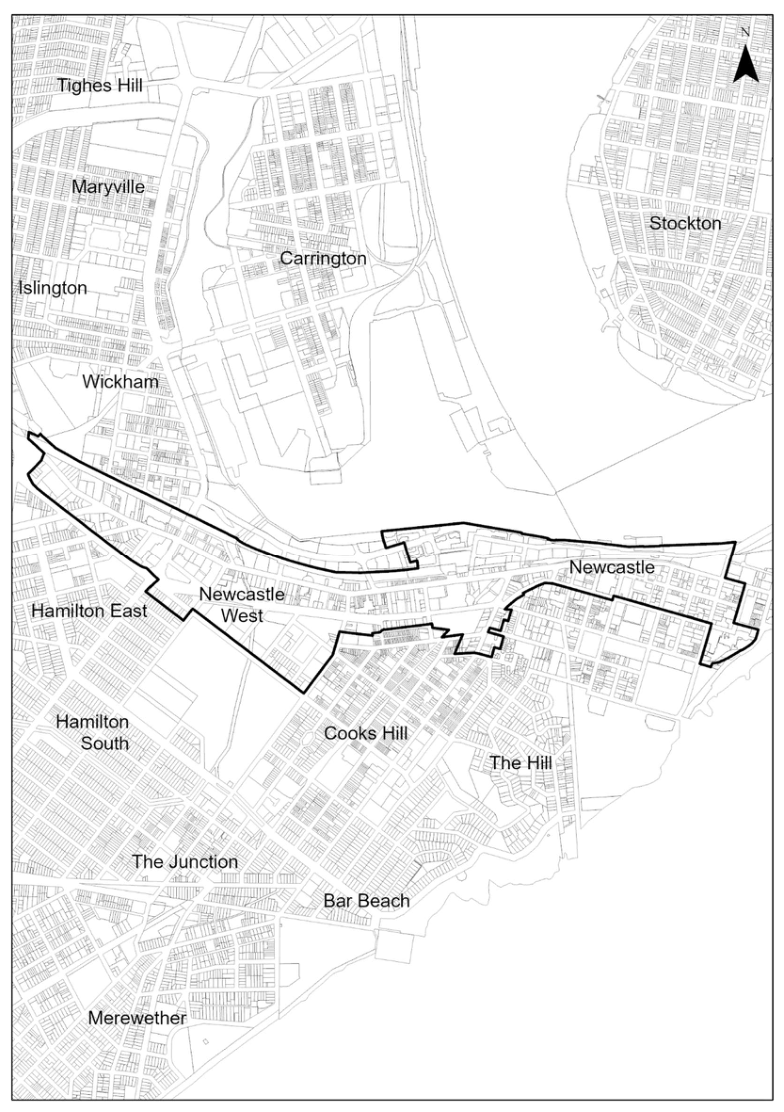 N
Tighes Hill
Maryville
Stockton
Carrington
Islington
Wickham
Newcastle
Newcastle
West
Hamilton East
Hamilton
South
Cooks Hill
The Hill
The Junction
Bar Beach
Merewether